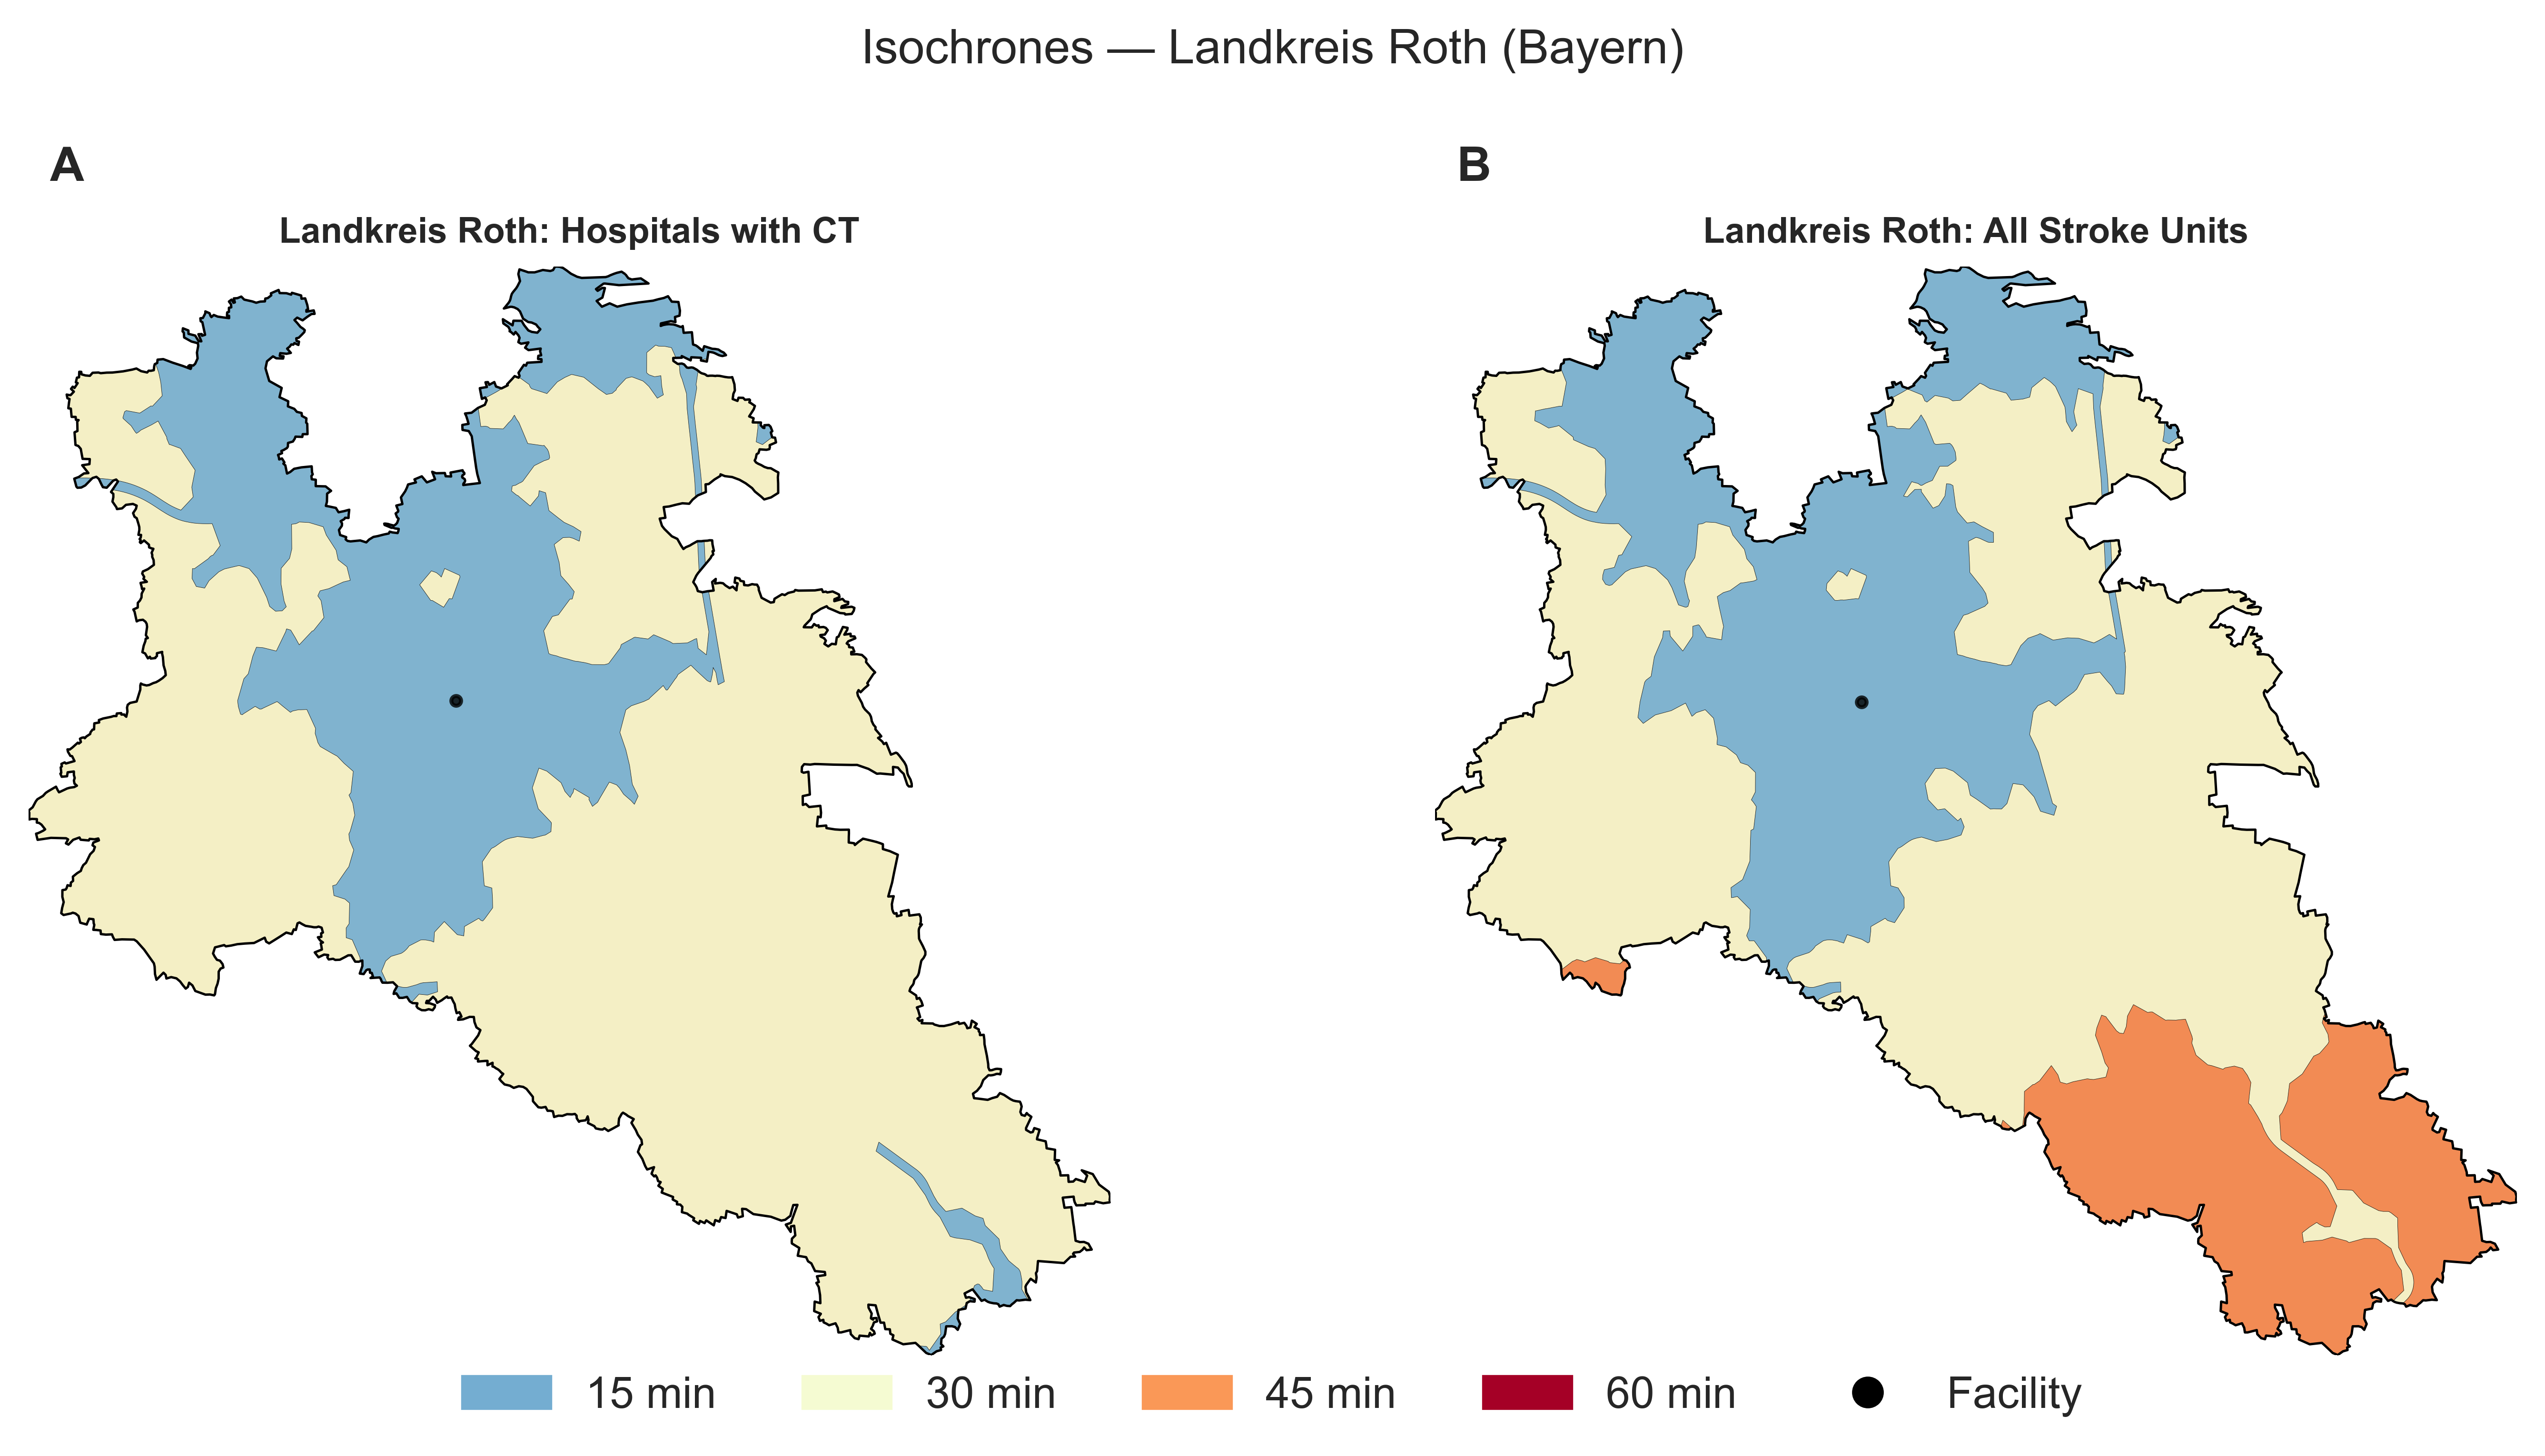 Isochrones — Landkreis Roth (Bayern)
A
B
Landkreis Roth: Hospitals with CT
Landkreis Roth: All Stroke Units
15 min
30 min
45 min
60 min
Facility